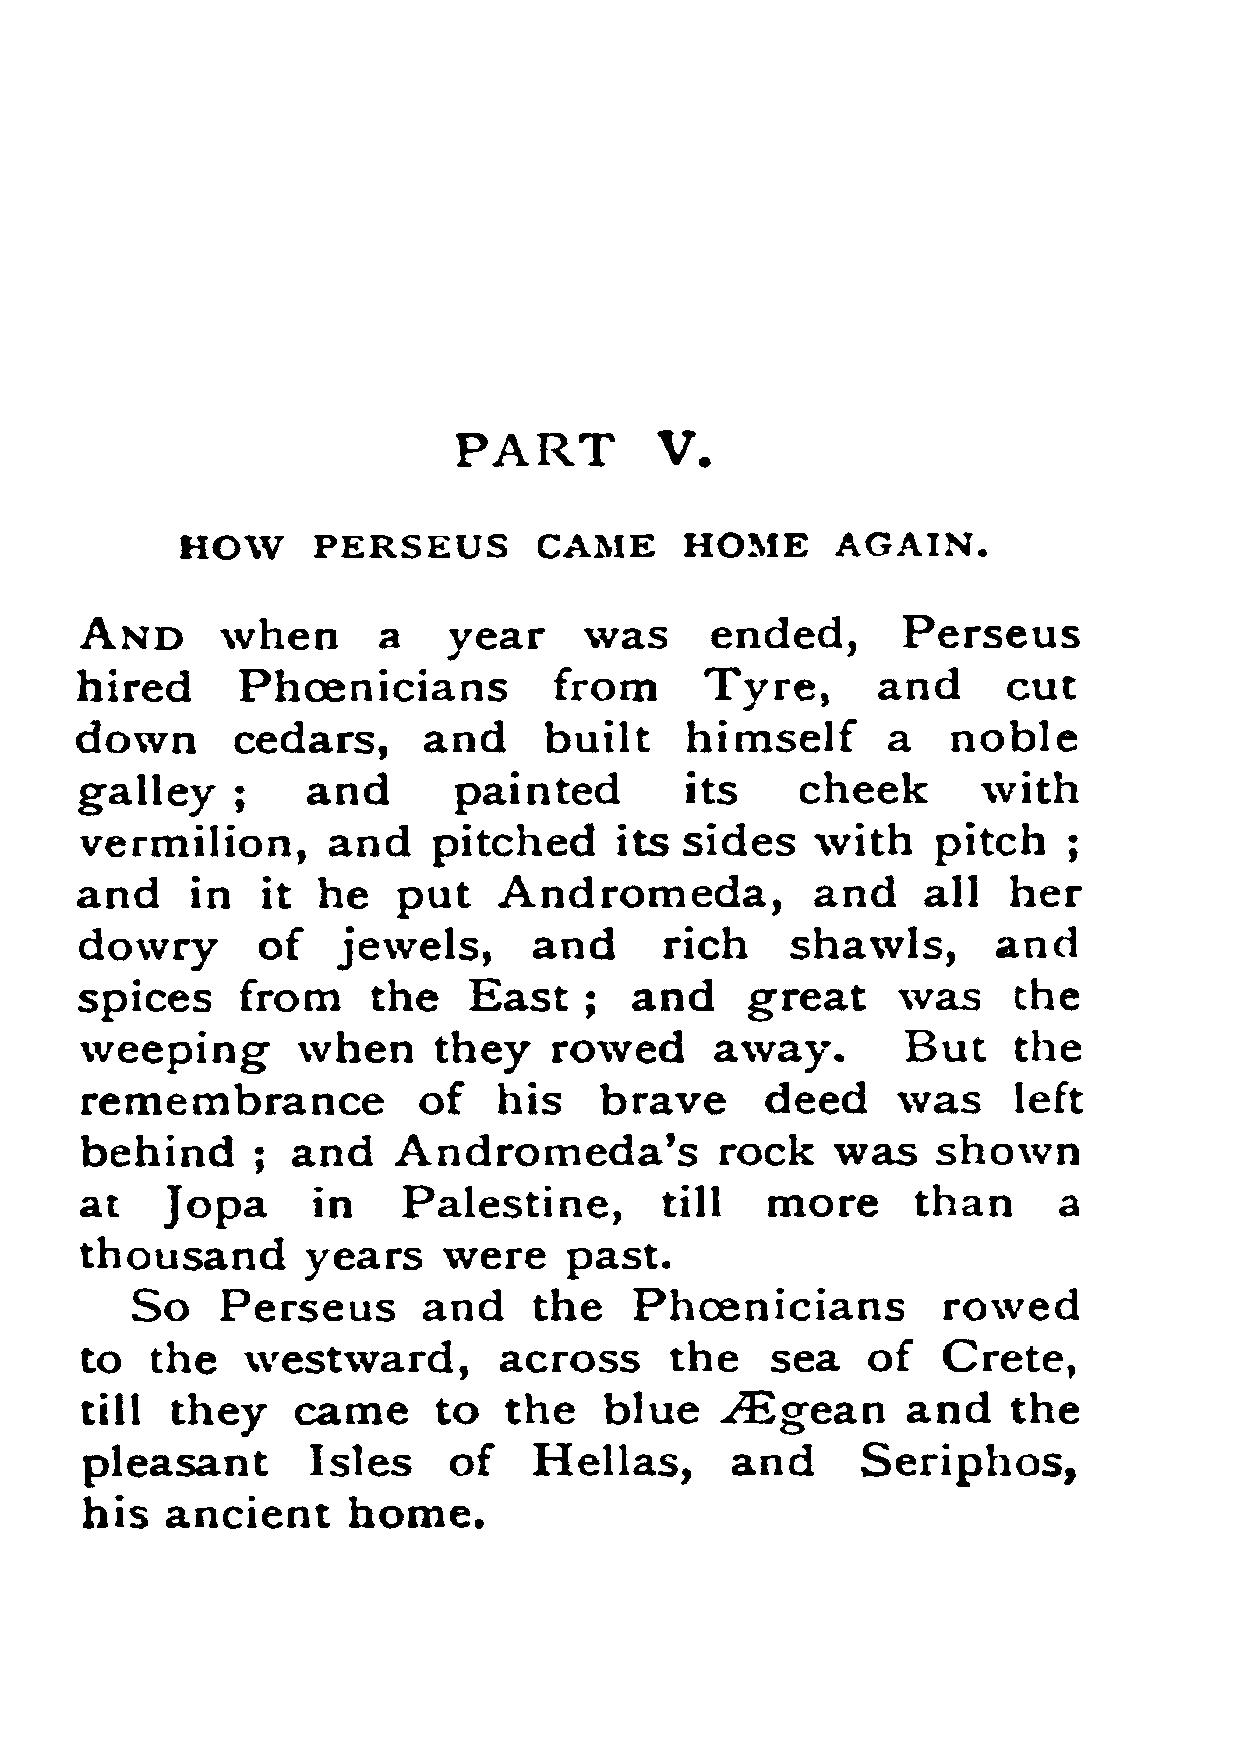 PART V.
HOW PERSEUS CAME HOME AGAIN.
AND when a year was ended, Perseus
hired Phœnicians from Tyre, and cut
down cedars, and built himself a noble
galley ; and painted its cheek with
vermilion, and pitched its sides with pitch ;
and in it he put Andromeda, and all her
dowry of jewels, and rich shawls, and
spices from the East ; and great was the
weeping when they rowed away. But the
remembrance of his brave deed was left
behind ; and Andromeda's rock was shown
at Jopa in Palestine, till more than a
thousand years were past.
So Perseus and the Phœnicians rowed
to the westward, across the sea of Crete,
till they came to the blue Ægean and the
pleasant Isles of Hellas, and Seriphos,
his ancient home.